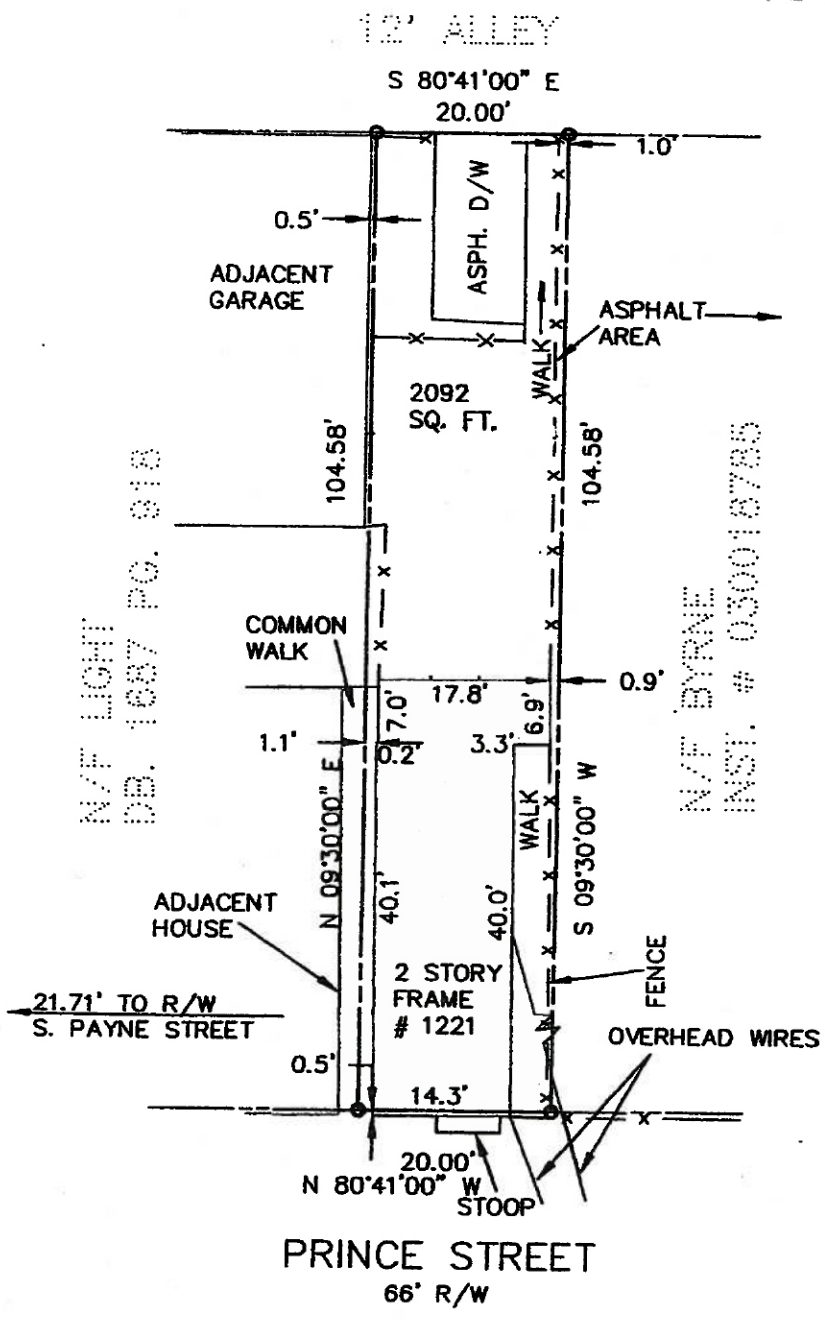 12' ALLEY
S 80°41'00" E
20.00'
1.0'
0.5'
ASPH. D/W
ADJACENT
GARAGE
ASPHALT
AREA
WALK
2092
SQ. FT.
104.58'
104.58'
N/F LIGHT
DB. 1687 PG. 818
N/F BYRNE
INST. # 030018785
COMMON
WALK
17.8'
0.9'
7.0'
6.9'
1.1'
0.2'
3.3'
N 09°30'00" E
WALK
S 09°30'00" W
40.1'
40.0'
ADJACENT
HOUSE
2 STORY
FRAME
# 1221
FENCE
21.71' TO R/W
S. PAYNE STREET
OVERHEAD WIRES
0.5'
14.3'
20.00'
N 80°41'00" W
STOOP
PRINCE STREET
66' R/W